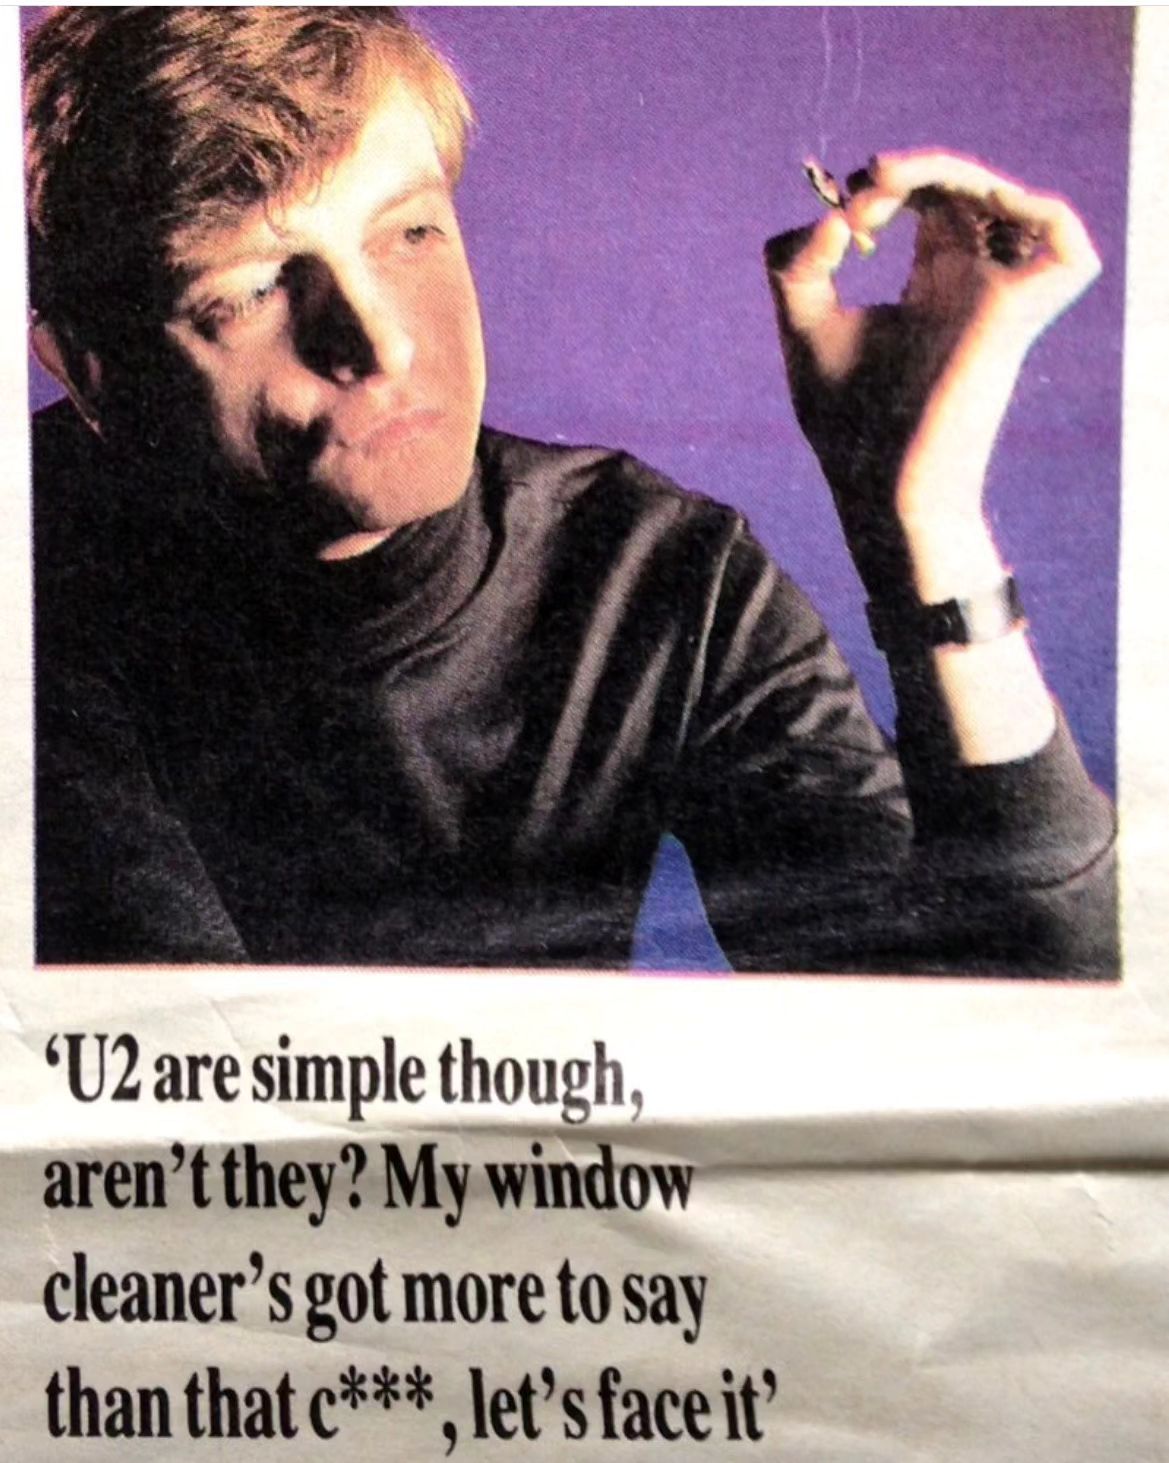 ‘U2 are simple though,
aren’t they? My window
cleaner’s got more to say
than that c***, let’s face it’